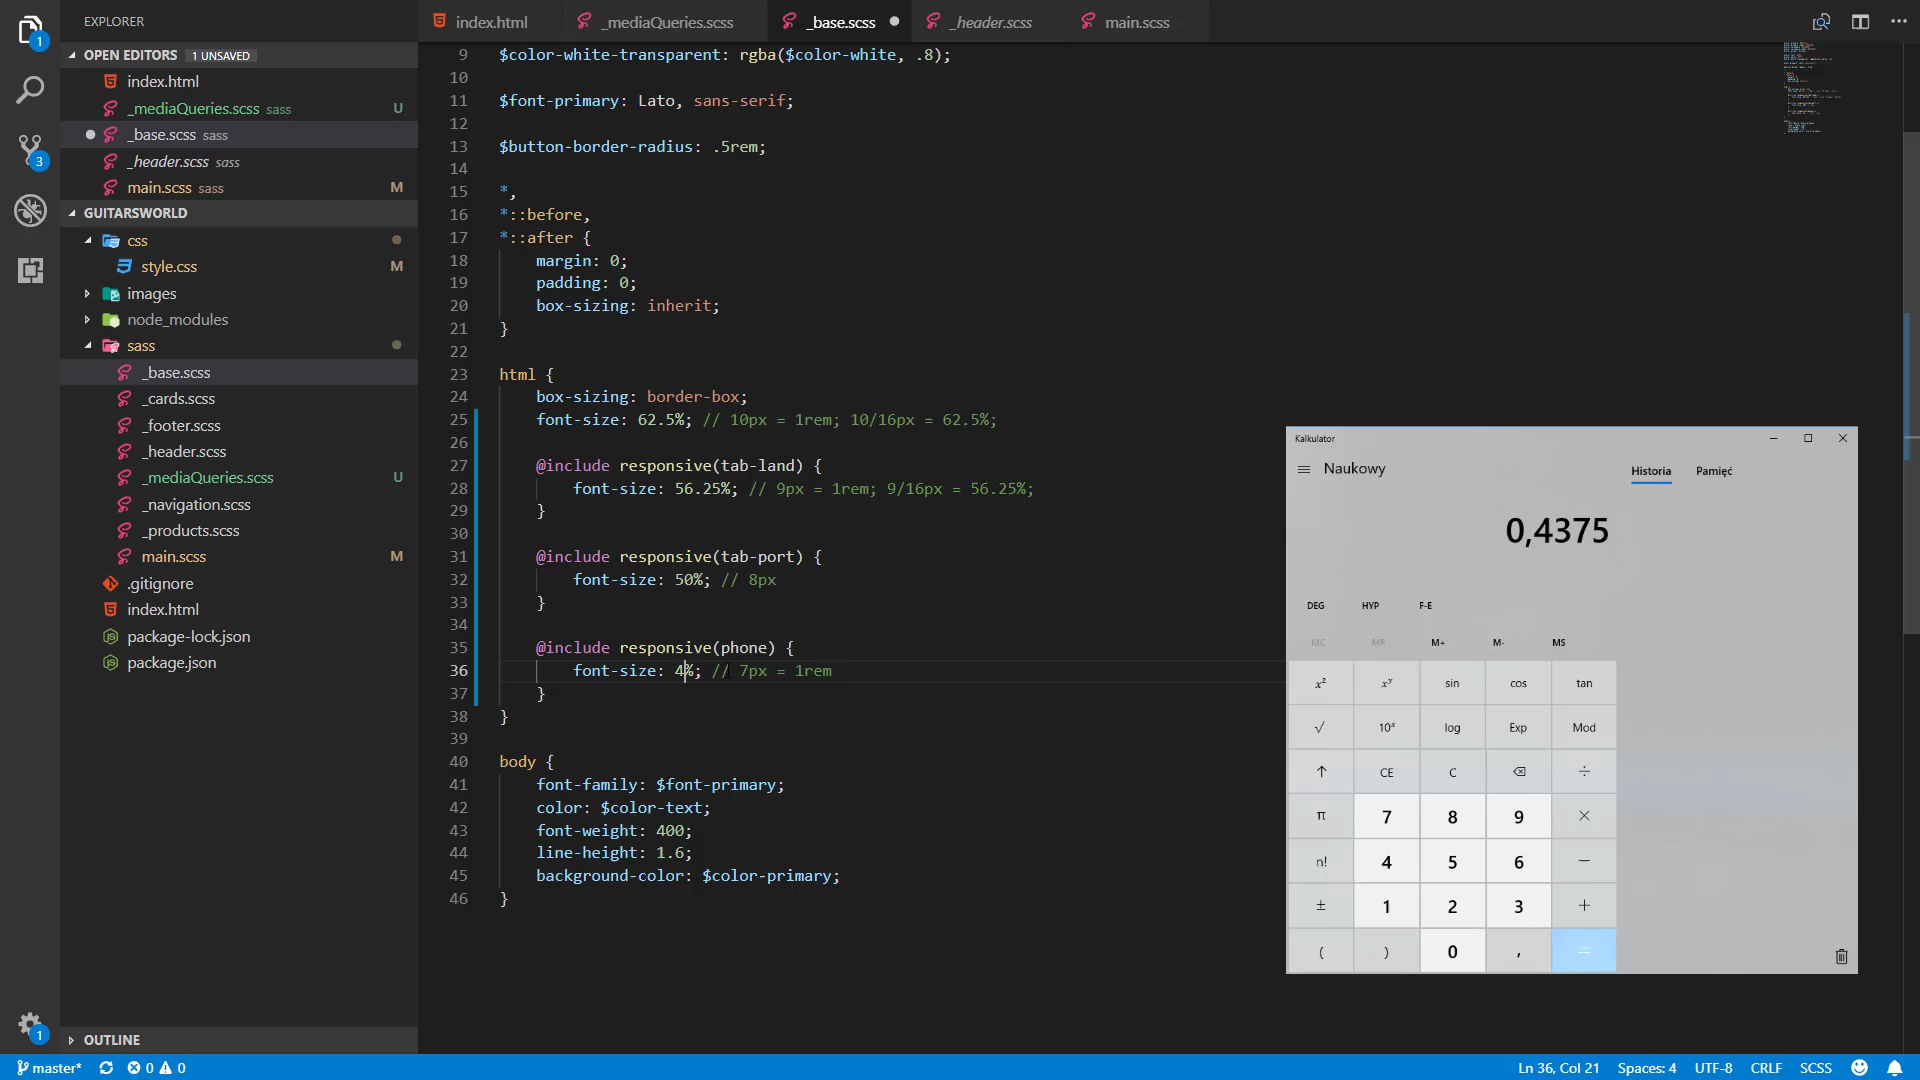 EXPLORER
OPEN EDITORS 1 UNSAVED
index.html
_mediaQueries.scss sass U
_base.scss sass
_header.scss sass
main.scss sass M
GUITARSWORLD
css
style.css M
images
node_modules
sass
_base.scss
_cards.scss
_footer.scss
_header.scss
_mediaQueries.scss U
_navigation.scss
_products.scss
main.scss M
.gitignore
index.html
package-lock.json
package.json
OUTLINE
1
3
1
index.html _mediaQueries.scss _base.scss _header.scss main.scss
9 $color-white-transparent: rgba($color-white, .8);
10
11 $font-primary: Lato, sans-serif;
12
13 $button-border-radius: .5rem;
14
15 *,
16 *::before,
17 *::after {
18 margin: 0;
19 padding: 0;
20 box-sizing: inherit;
21 }
22
23 html {
24 box-sizing: border-box;
25 font-size: 62.5%; // 10px = 1rem; 10/16px = 62.5%;
26
27 @include responsive(tab-land) {
28 font-size: 56.25%; // 9px = 1rem; 9/16px = 56.25%;
29 }
30
31 @include responsive(tab-port) {
32 font-size: 50%; // 8px
33 }
34
35 @include responsive(phone) {
36 font-size: 4%; // 7px = 1rem
37 }
38 }
39
40 body {
41 font-family: $font-primary;
42 color: $color-text;
43 font-weight: 400;
44 line-height: 1.6;
45 background-color: $color-primary;
46 }
Kalkulator
Naukowy Historia Pamięć
0,4375
DEG HYP F-E
MC MR M+ M- MS
x² xʸ sin cos tan
√ 10ˣ log Exp Mod
↑ CE C ⌫ ÷
π 7 8 9 ×
n! 4 5 6 −
± 1 2 3 +
( ) 0 , =
master* 0 0 Ln 36, Col 21 Spaces: 4 UTF-8 CRLF SCSS